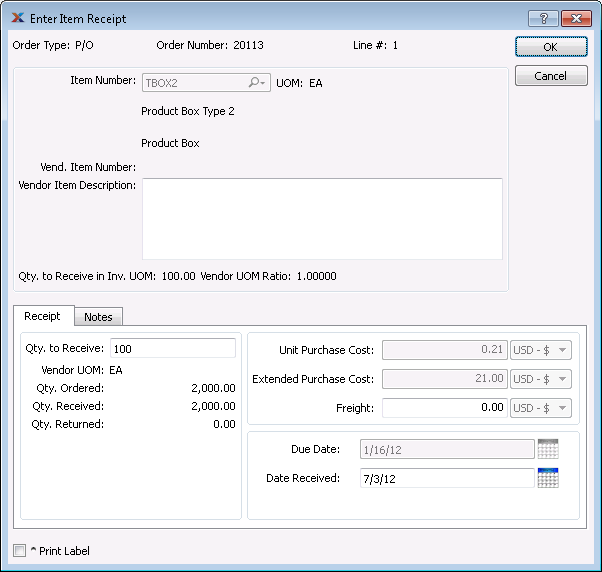 Enter Item Receipt
Order Type: P/O Order Number: 20113 Line #: 1
OK
Cancel
Item Number: TBOX2 UOM: EA
Product Box Type 2
Product Box
Vend. Item Number:
Vendor Item Description:
Qty. to Receive in Inv. UOM: 100.00 Vendor UOM Ratio: 1.00000
Receipt Notes
Qty. to Receive: 100
Vendor UOM: EA
Qty. Ordered: 2,000.00
Qty. Received: 2,000.00
Qty. Returned: 0.00
Unit Purchase Cost: 0.21 USD - $
Extended Purchase Cost: 21.00 USD - $
Freight: 0.00 USD - $
Due Date: 1/16/12
Date Received: 7/3/12
* Print Label